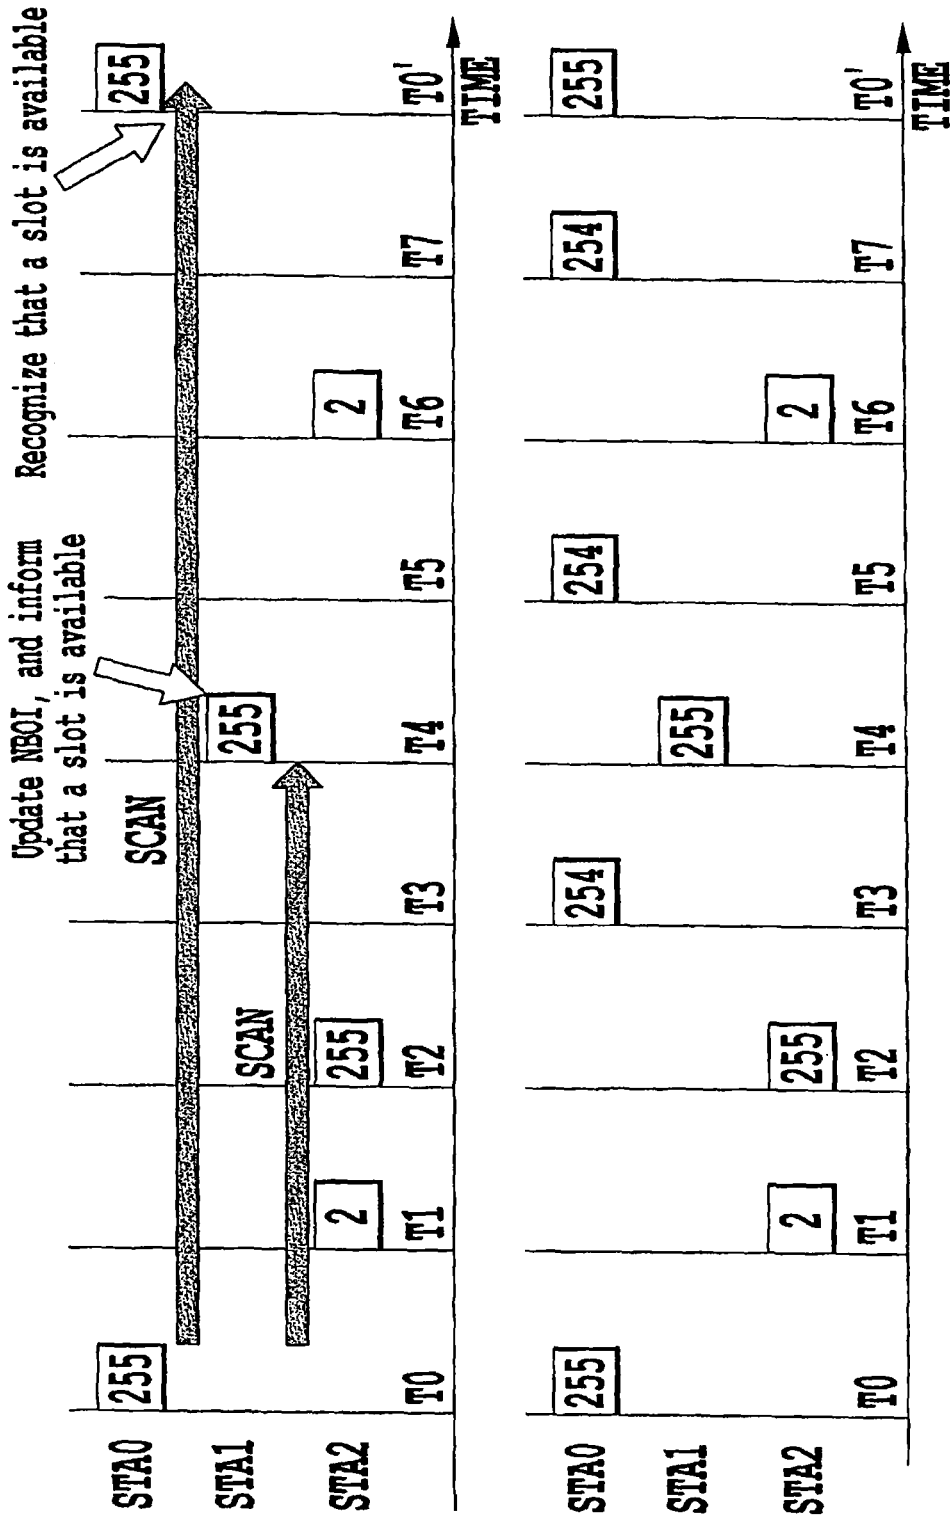 Update NBOI, and inform
that a slot is available
Recognize that a slot is available
SCAN
SCAN
STA0
255
255
STA1
255
STA2
2
255
2
T0
T1
T2
T3
T4
T5
T6
T7
T0'
TIME
STA0
255
254
254
254
255
STA1
255
STA2
2
255
2
T0
T1
T2
T3
T4
T5
T6
T7
T0'
TIME